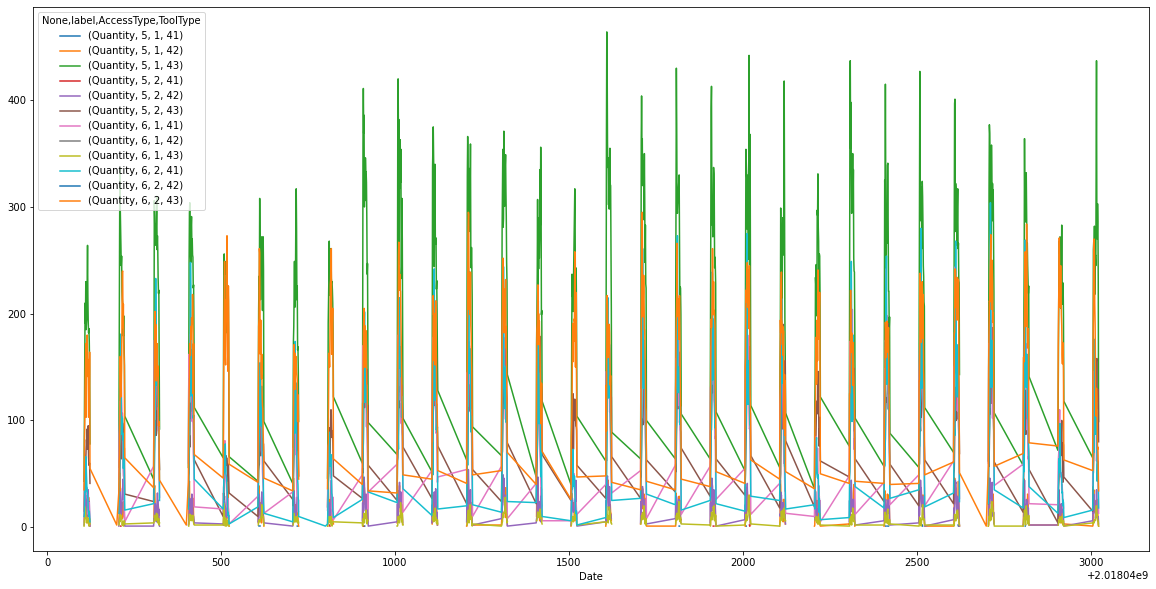 None,label,AccessType,ToolType
(Quantity, 5, 1, 41)
(Quantity, 5, 1, 42)
(Quantity, 5, 1, 43)
(Quantity, 5, 2, 41)
(Quantity, 5, 2, 42)
(Quantity, 5, 2, 43)
(Quantity, 6, 1, 41)
(Quantity, 6, 1, 42)
(Quantity, 6, 1, 43)
(Quantity, 6, 2, 41)
(Quantity, 6, 2, 42)
(Quantity, 6, 2, 43)
400
300
200
100
0
0 500 1000 1500 2000 2500 3000
Date
+2.01804e9